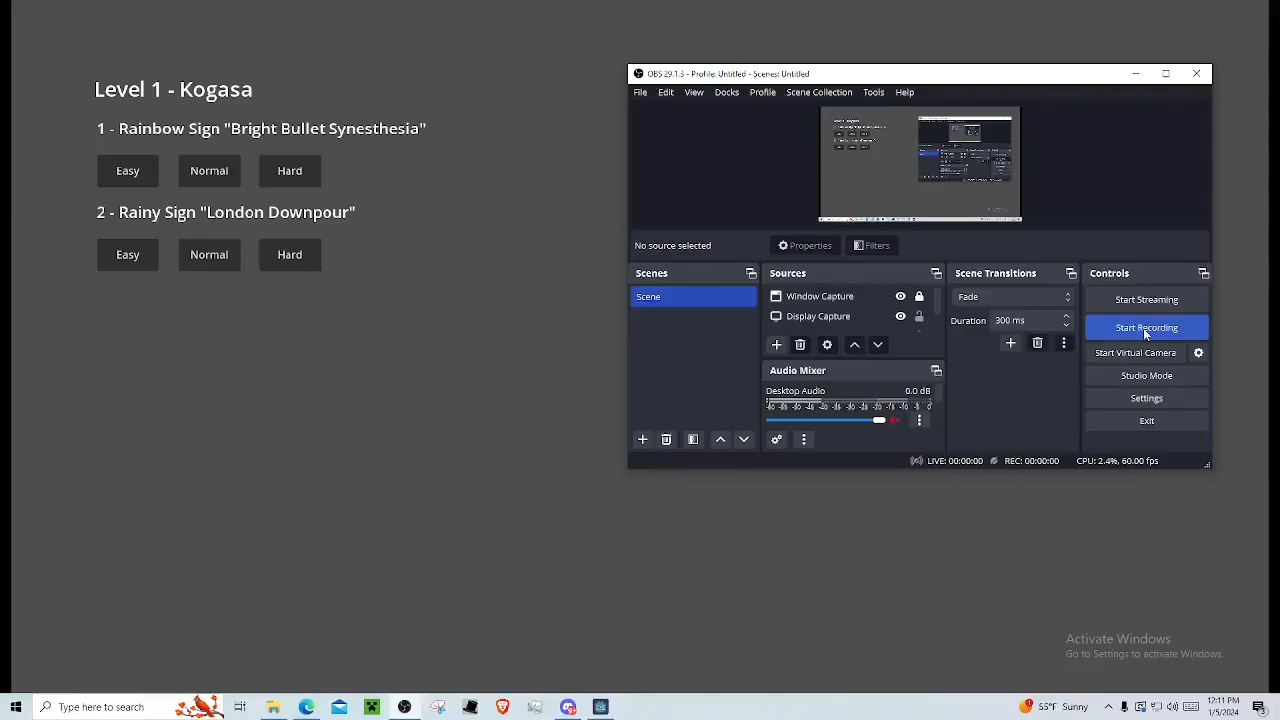 Level 1 - Kogasa
1 - Rainbow Sign "Bright Bullet Synesthesia"
Easy Normal Hard
2 - Rainy Sign "London Downpour"
Easy Normal Hard
OBS 29.1.3 - Profile: Untitled - Scenes: Untitled
File Edit View Docks Profile Scene Collection Tools Help
No source selected Properties Filters
Scenes Sources Scene Transitions Controls
Scene
Window Capture
Display Capture
Fade
Duration 300 ms
Start Streaming
Start Recording
Start Virtual Camera
Studio Mode
Settings
Exit
Audio Mixer
Desktop Audio 0.0 dB
LIVE: 00:00:00 REC: 00:00:00 CPU: 2.4%, 60.00 fps
Activate Windows
Go to Settings to activate Windows.
Type here to search
55°F Sunny
12:11 PM
1/5/2024